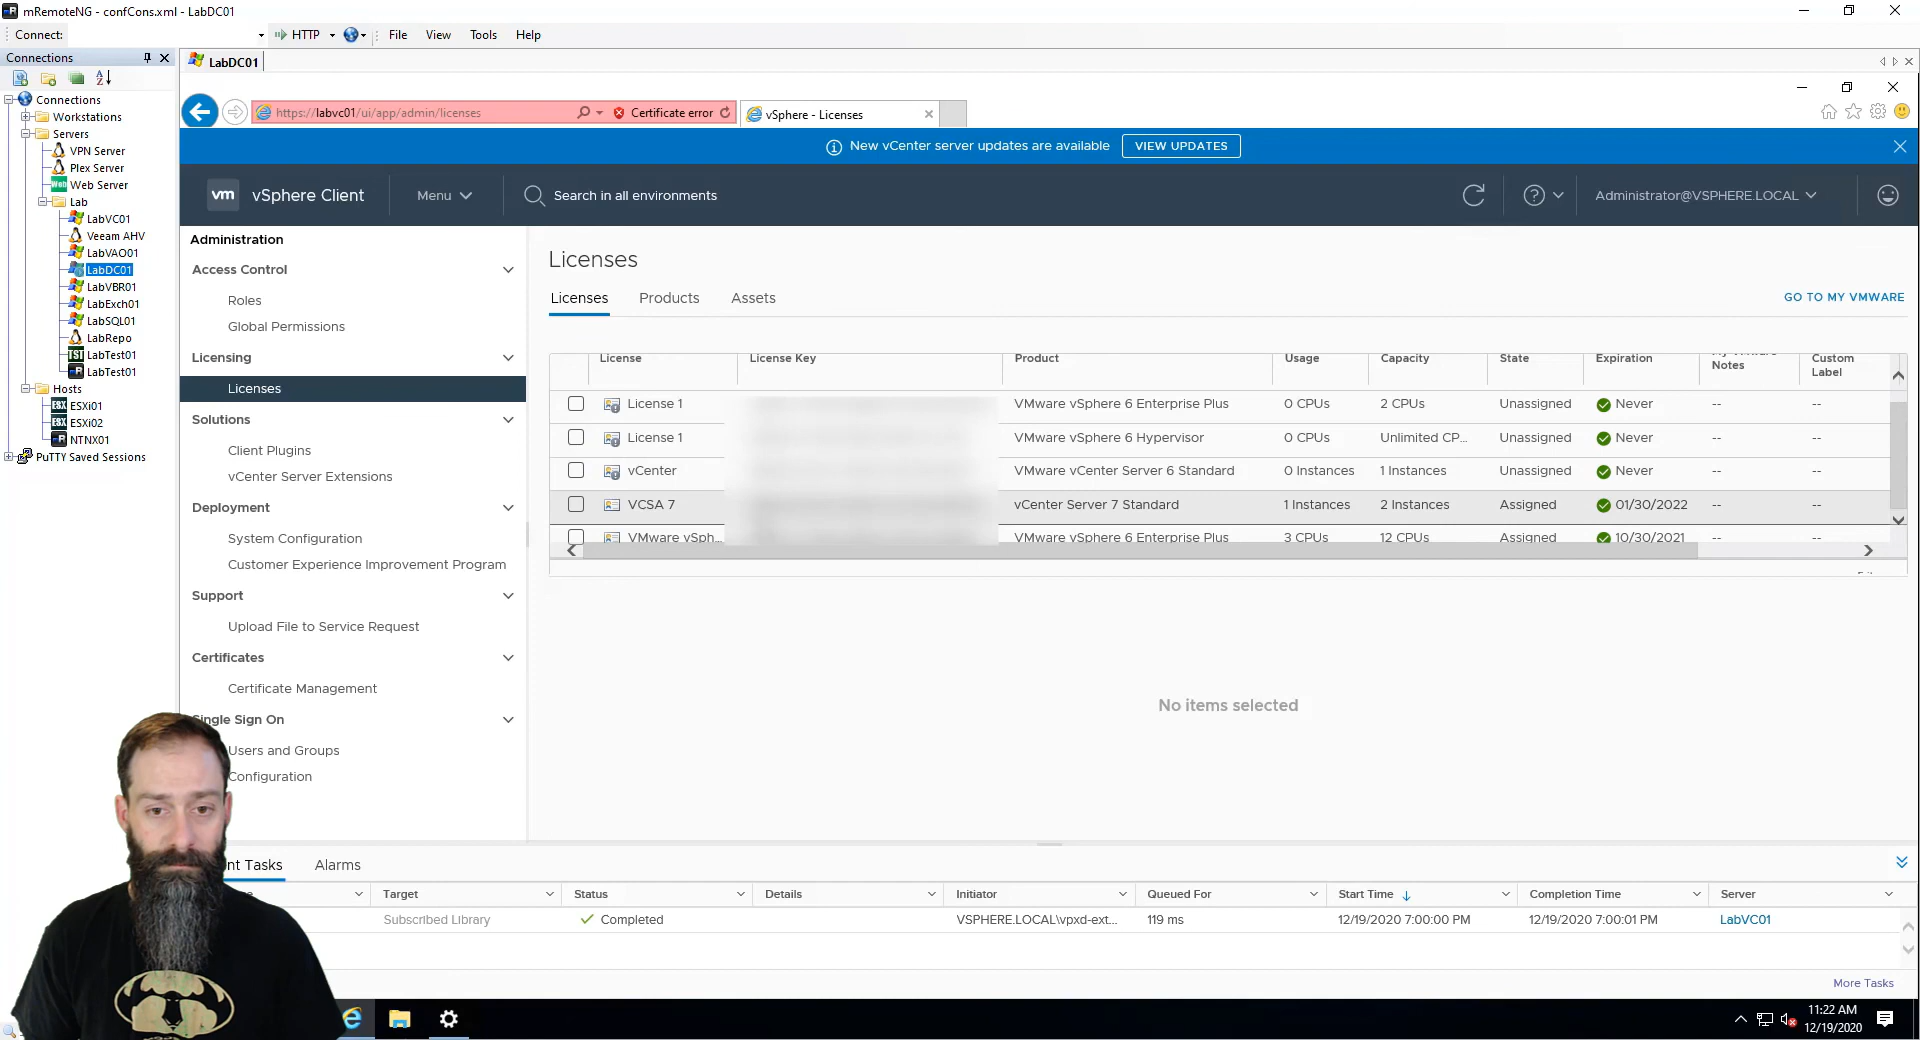 mRemoteNG - confCons.xml - LabDC01
Connect: HTTP File View Tools Help
Connections
LabDC01
Connections
Workstations
Servers
VPN Server
Plex Server
Web Server
Lab
LabVC01
Veeam AHV
LabVAO01
LabDC01
LabVBR01
LabExch01
LabSQL01
LabRepo
LabTest01
LabTest01
Hosts
ESXi01
ESXi02
NTNX01
PuTTY Saved Sessions
https://labvc01/ui/app/admin/licenses Certificate error vSphere - Licenses
New vCenter server updates are available VIEW UPDATES
vm vSphere Client Menu Search in all environments Administrator@VSPHERE.LOCAL
Administration
Access Control
Roles
Global Permissions
Licensing
Licenses
Solutions
Client Plugins
vCenter Server Extensions
Deployment
System Configuration
Customer Experience Improvement Program
Support
Upload File to Service Request
Certificates
Certificate Management
ingle Sign On
Users and Groups
Configuration
Licenses
Licenses Products Assets GO TO MY VMWARE
License License Key Product Usage Capacity State Expiration Notes Custom Label
License 1 VMware vSphere 6 Enterprise Plus 0 CPUs 2 CPUs Unassigned Never -- --
License 1 VMware vSphere 6 Hypervisor 0 CPUs Unlimited CP... Unassigned Never -- --
vCenter VMware vCenter Server 6 Standard 0 Instances 1 Instances Unassigned Never -- --
VCSA 7 vCenter Server 7 Standard 1 Instances 2 Instances Assigned 01/30/2022 -- --
VMware vSph... VMware vSphere 6 Enterprise Plus 3 CPUs 12 CPUs Assigned 10/30/2021 -- --
No items selected
nt Tasks Alarms
Target Status Details Initiator Queued For Start Time Completion Time Server
Subscribed Library Completed VSPHERE.LOCAL\vpxd-ext... 119 ms 12/19/2020 7:00:00 PM 12/19/2020 7:00:01 PM LabVC01
More Tasks
11:22 AM
12/19/2020